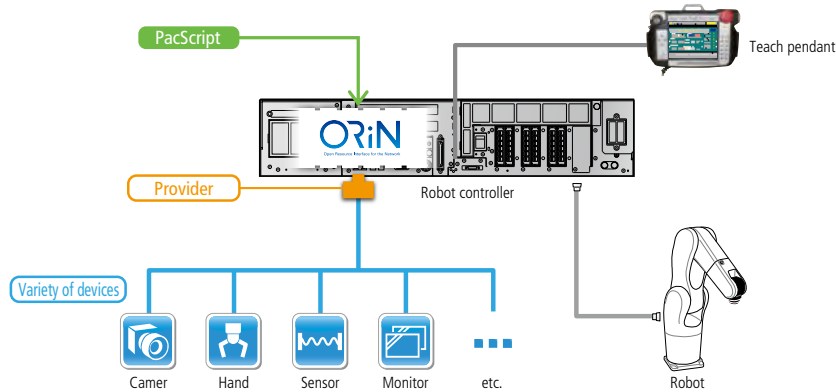 PacScript
Teach pendant
ORiN
Open Resource Interface for the Network
Provider
Robot controller
Variety of devices
Camer
Hand
Sensor
Monitor
etc.
Robot